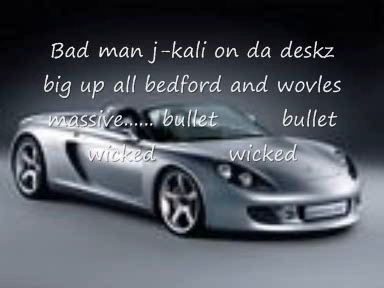 Bad man j-kali on da deskz
big up all bedford and wovles
massive...... bullet bullet
wicked wicked